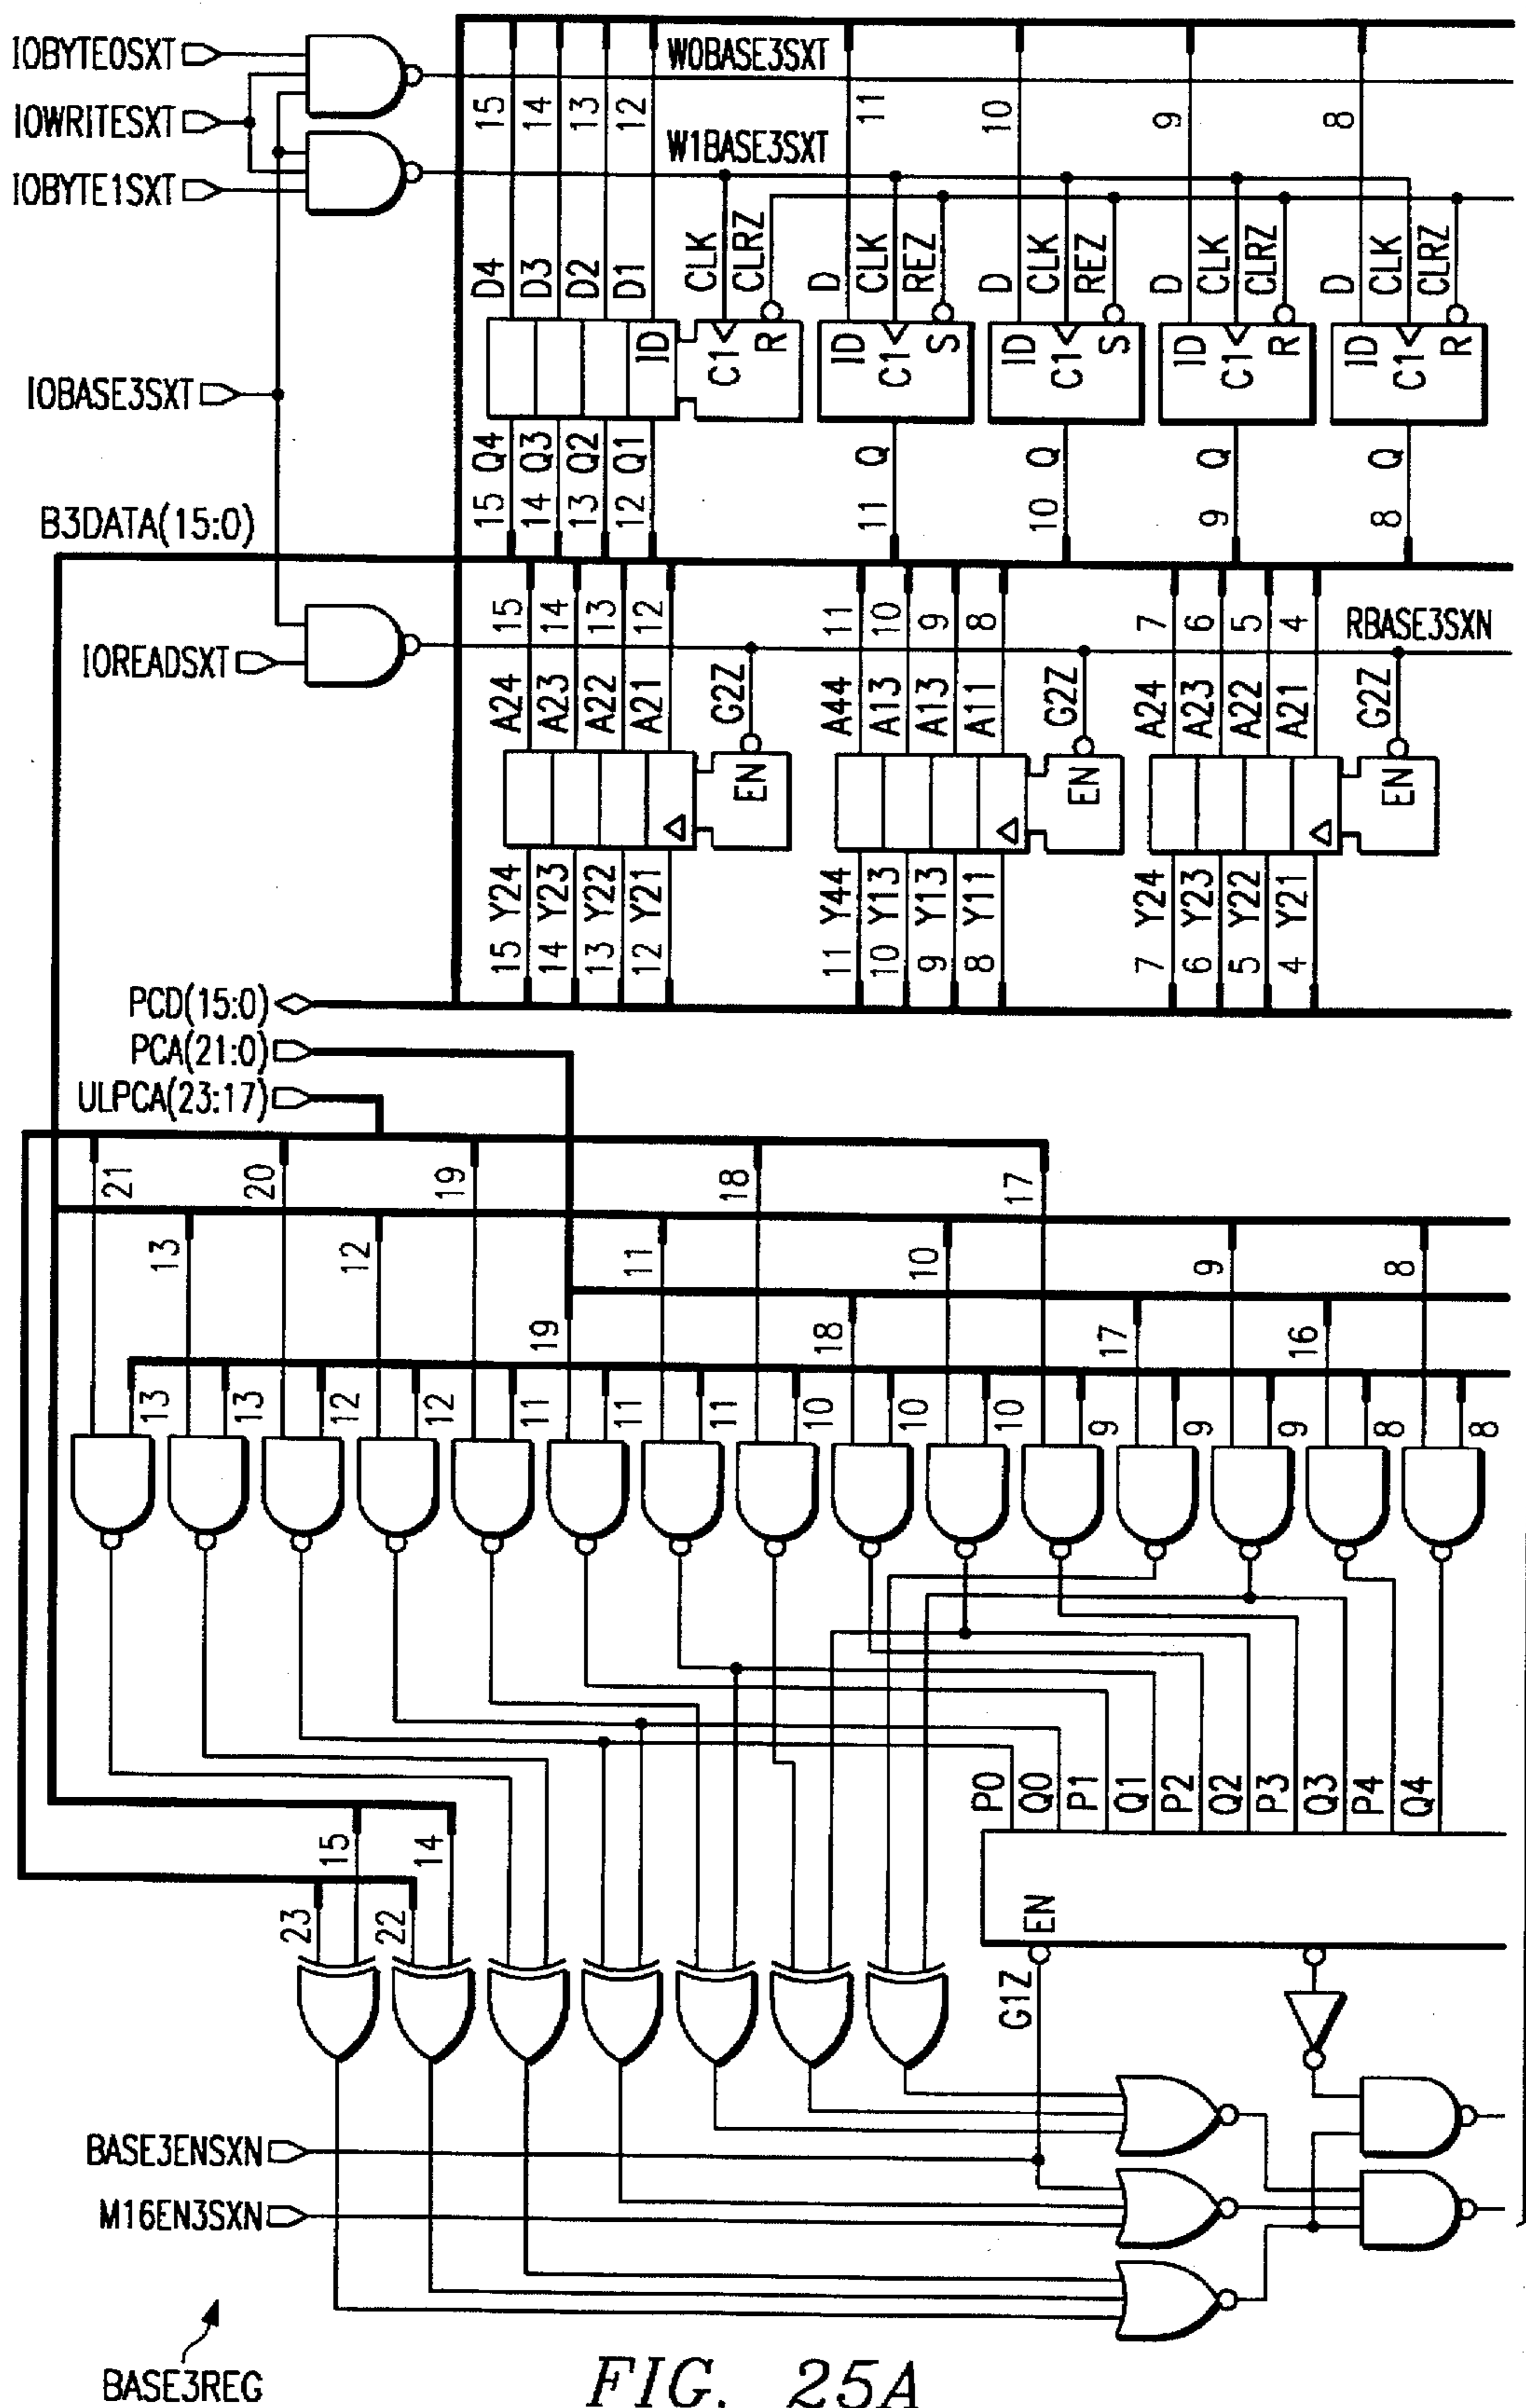 IOBYTE0SXT
IOWRITESXT
IOBYTE1SXT
IOBASE3SXT
W0BASE3SXT
W1BASE3SXT
15 14 13 12 11 10 9 8
D4 D3 D2 D1 CLK CLRZ D CLK REZ D CLK REZ D CLK CLRZ D CLK CLRZ
ID C1 R ID C1 S ID C1 S ID C1 R ID C1 R
Q4 Q3 Q2 Q1 Q Q Q Q
15 14 13 12 11 10 9 8
B3DATA(15:0)
IOREADSXT
RBASE3SXN
15 14 13 12 11 10 9 8 7 6 5 4
A24 A23 A22 A21 G2Z A44 A13 A13 A11 G2Z A24 A23 A22 A21 G2Z
EN EN EN
Y24 Y23 Y22 Y21 Y44 Y13 Y13 Y11 Y24 Y23 Y22 Y21
15 14 13 12 11 10 9 8 7 6 5 4
PCD(15:0)
PCA(21:0)
ULPCA(23:17)
21 20 19 18 17
13 12 11 10 9 8
19 18 17 16
13 13 12 12 11 11 11 10 10 10 9 9 9 8 8
P0 Q0 P1 Q1 P2 Q2 P3 Q3 P4 Q4
15 14
23 22
EN
G1Z
BASE3ENSXN
M16EN3SXN
BASE3REG
FIG. 25A